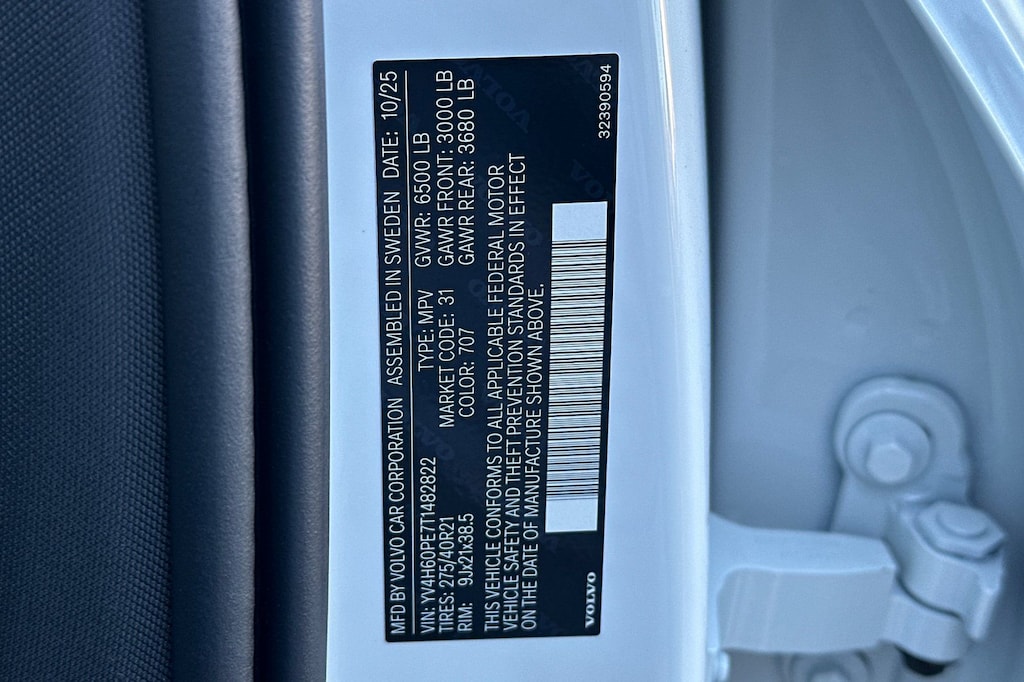 MFD BY VOLVO CAR CORPORATION ASSEMBLED IN SWEDEN DATE: 10/25
VIN: YV4H60PE7T1482822 TYPE: MPV GVWR: 6500 LB
TIRES: 275/40R21 MARKET CODE: 31 GAWR FRONT: 3000 LB
RIM: 9Jx21x38.5 COLOR: 707 GAWR REAR: 3680 LB
THIS VEHICLE CONFORMS TO ALL APPLICABLE FEDERAL MOTOR
VEHICLE SAFETY AND THEFT PREVENTION STANDARDS IN EFFECT
ON THE DATE OF MANUFACTURE SHOWN ABOVE.
VOLVO
32390594